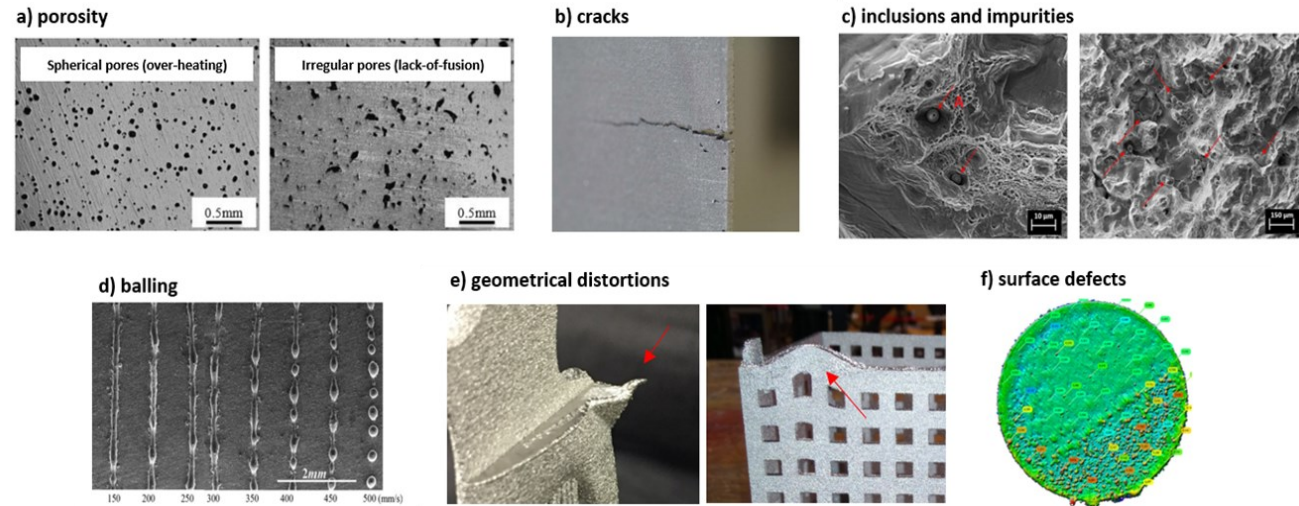 a) porosity
Spherical pores (over-heating)
Irregular pores (lack-of-fusion)
0.5mm
0.5mm
b) cracks
c) inclusions and impurities
A
10 µm
150 µm
d) balling
2mm
150 200 250 300 350 400 450 500 (mm/s)
e) geometrical distortions
f) surface defects